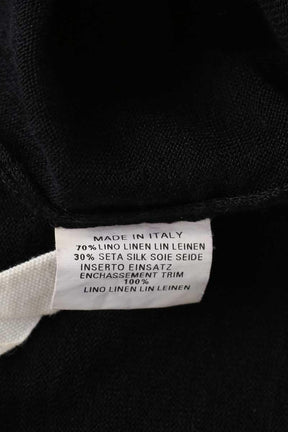 MADE IN ITALY
70% LINO LINEN LIN LEINEN
30% SETA SILK SOIE SEIDE
INSERTO EINSATZ
ENCHASSEMENT TRIM
100%
LINO LINEN LIN LEINEN